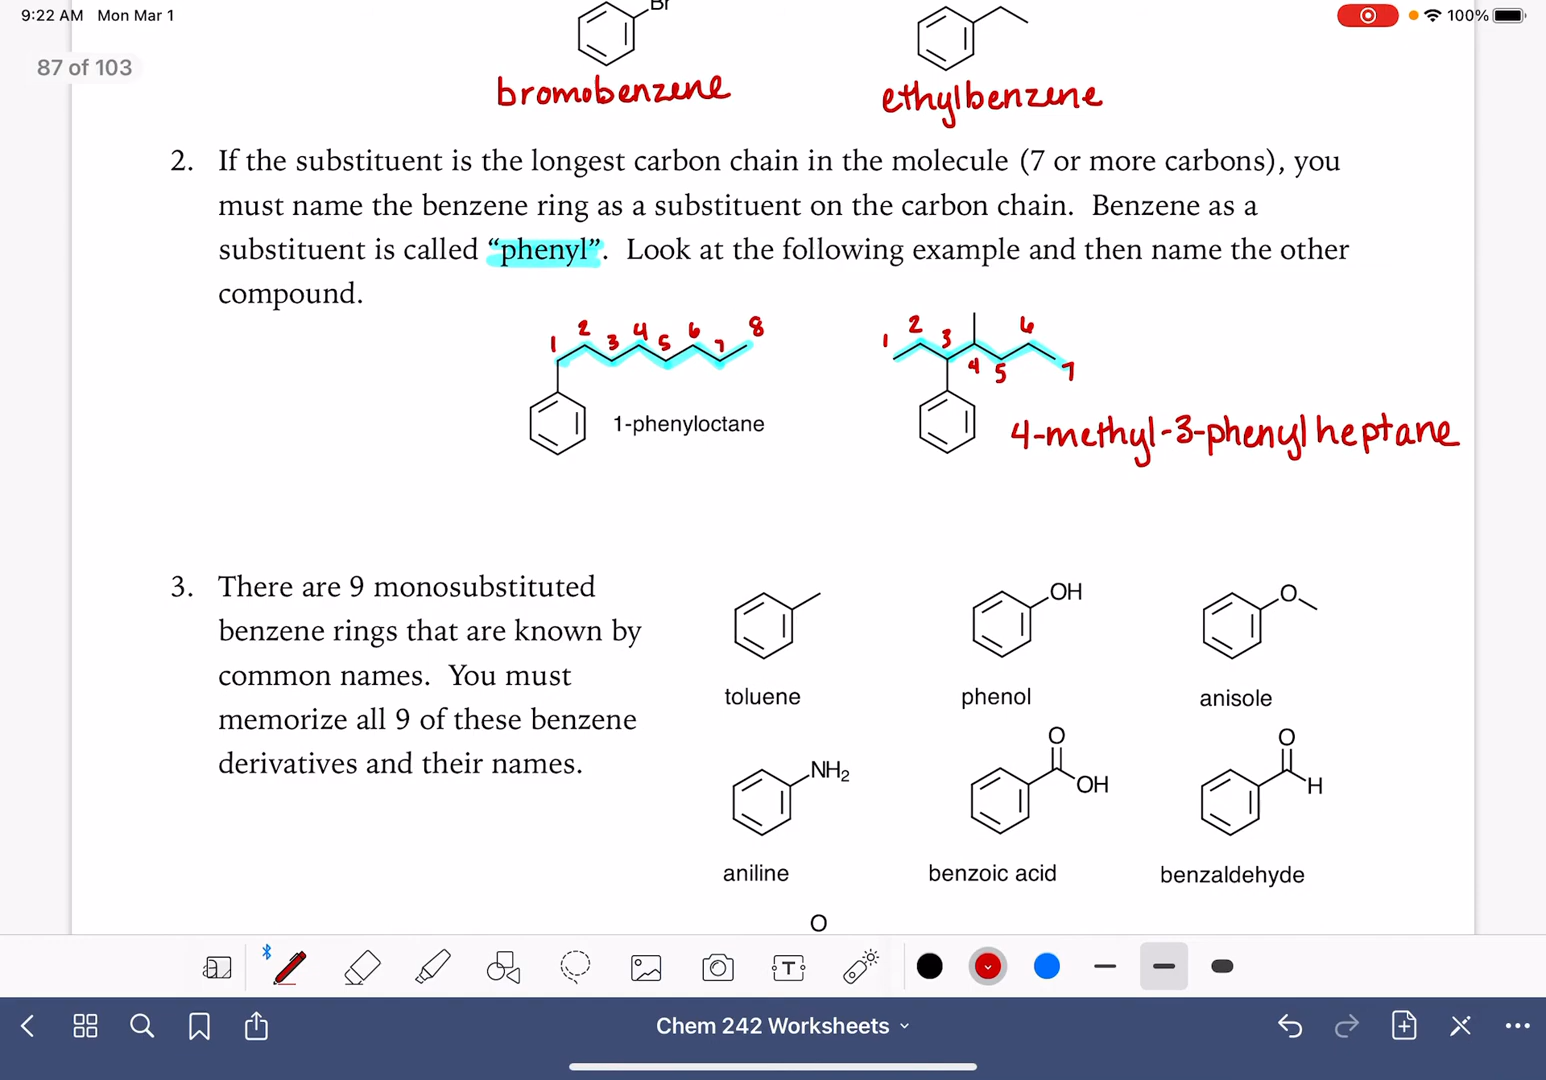 9:22 AM Mon Mar 1
100%
87 of 103
Br
bromobenzene
ethylbenzene
2. If the substituent is the longest carbon chain in the molecule (7 or more carbons), you
must name the benzene ring as a substituent on the carbon chain. Benzene as a
substituent is called “phenyl”. Look at the following example and then name the other
compound.
1 2 3 4 5 6 7 8
1-phenyloctane
1 2 3 4 5 6 7
4-methyl-3-phenylheptane
3. There are 9 monosubstituted
benzene rings that are known by
common names. You must
memorize all 9 of these benzene
derivatives and their names.
OH
O
toluene
phenol
anisole
NH2
O
OH
O
H
aniline
benzoic acid
benzaldehyde
O
T
Chem 242 Worksheets